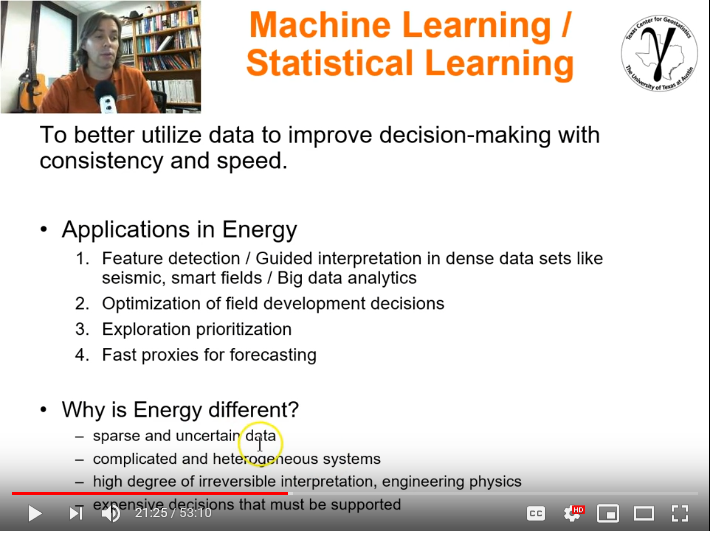 Machine Learning /
Statistical Learning
Texas Center for Geostatistics
The University of Texas at Austin
To better utilize data to improve decision-making with
consistency and speed.
• Applications in Energy
1. Feature detection / Guided interpretation in dense data sets like
seismic, smart fields / Big data analytics
2. Optimization of field development decisions
3. Exploration prioritization
4. Fast proxies for forecasting
• Why is Energy different?
– sparse and uncertain data
– complicated and heterogeneous systems
– high degree of irreversible interpretation, engineering physics
– expensive decisions that must be supported
21:25 / 53:10
CC
HD